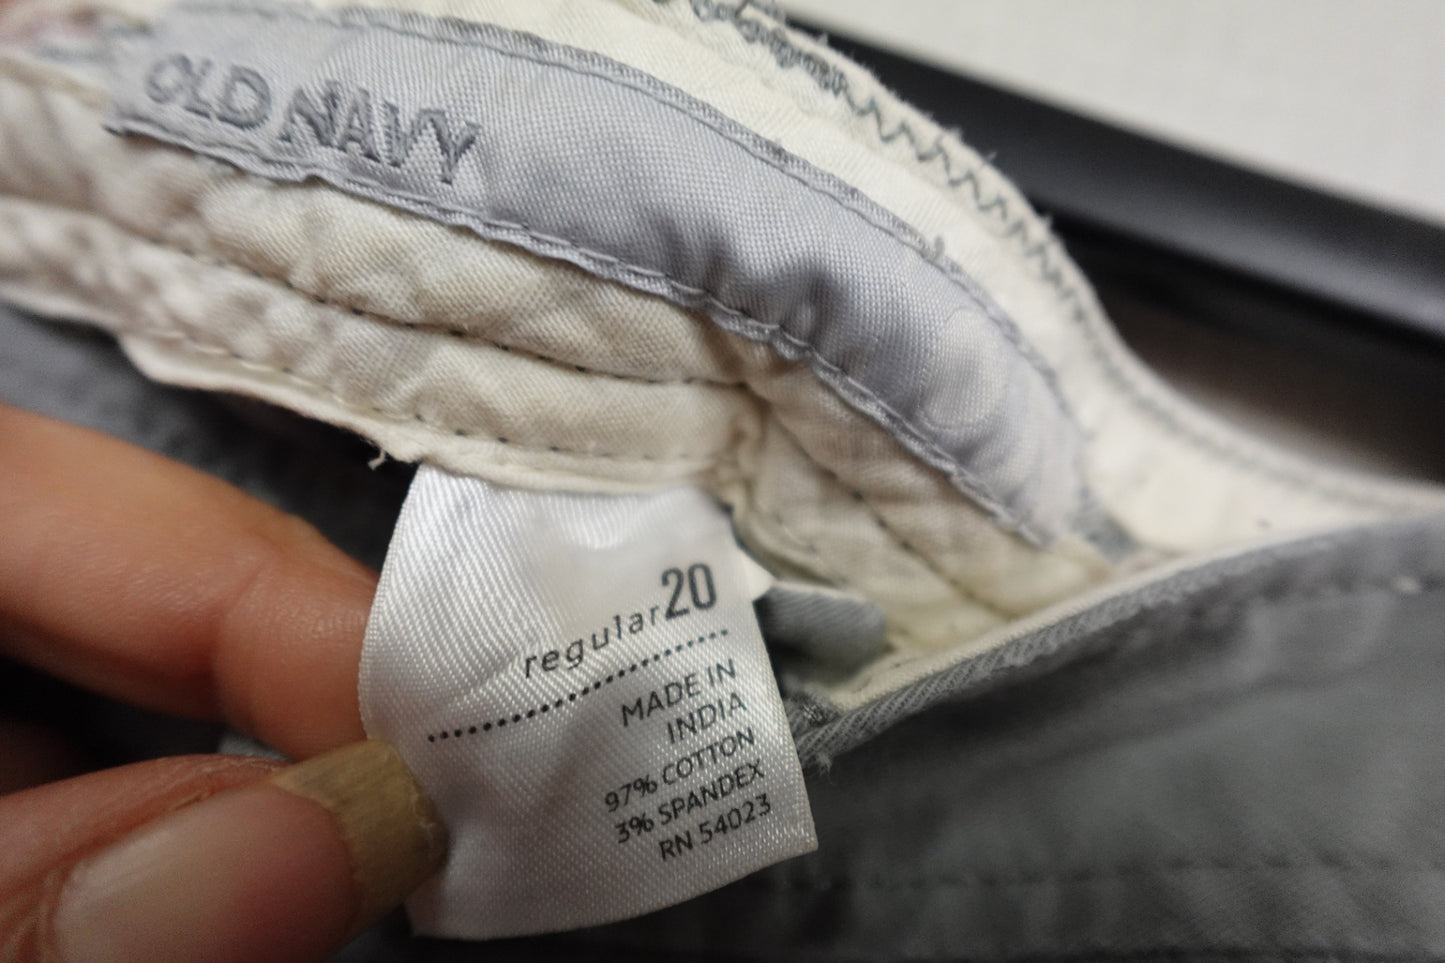 OLD NAVY
regular 20
MADE IN
INDIA
97% COTTON
3% SPANDEX
RN 54023